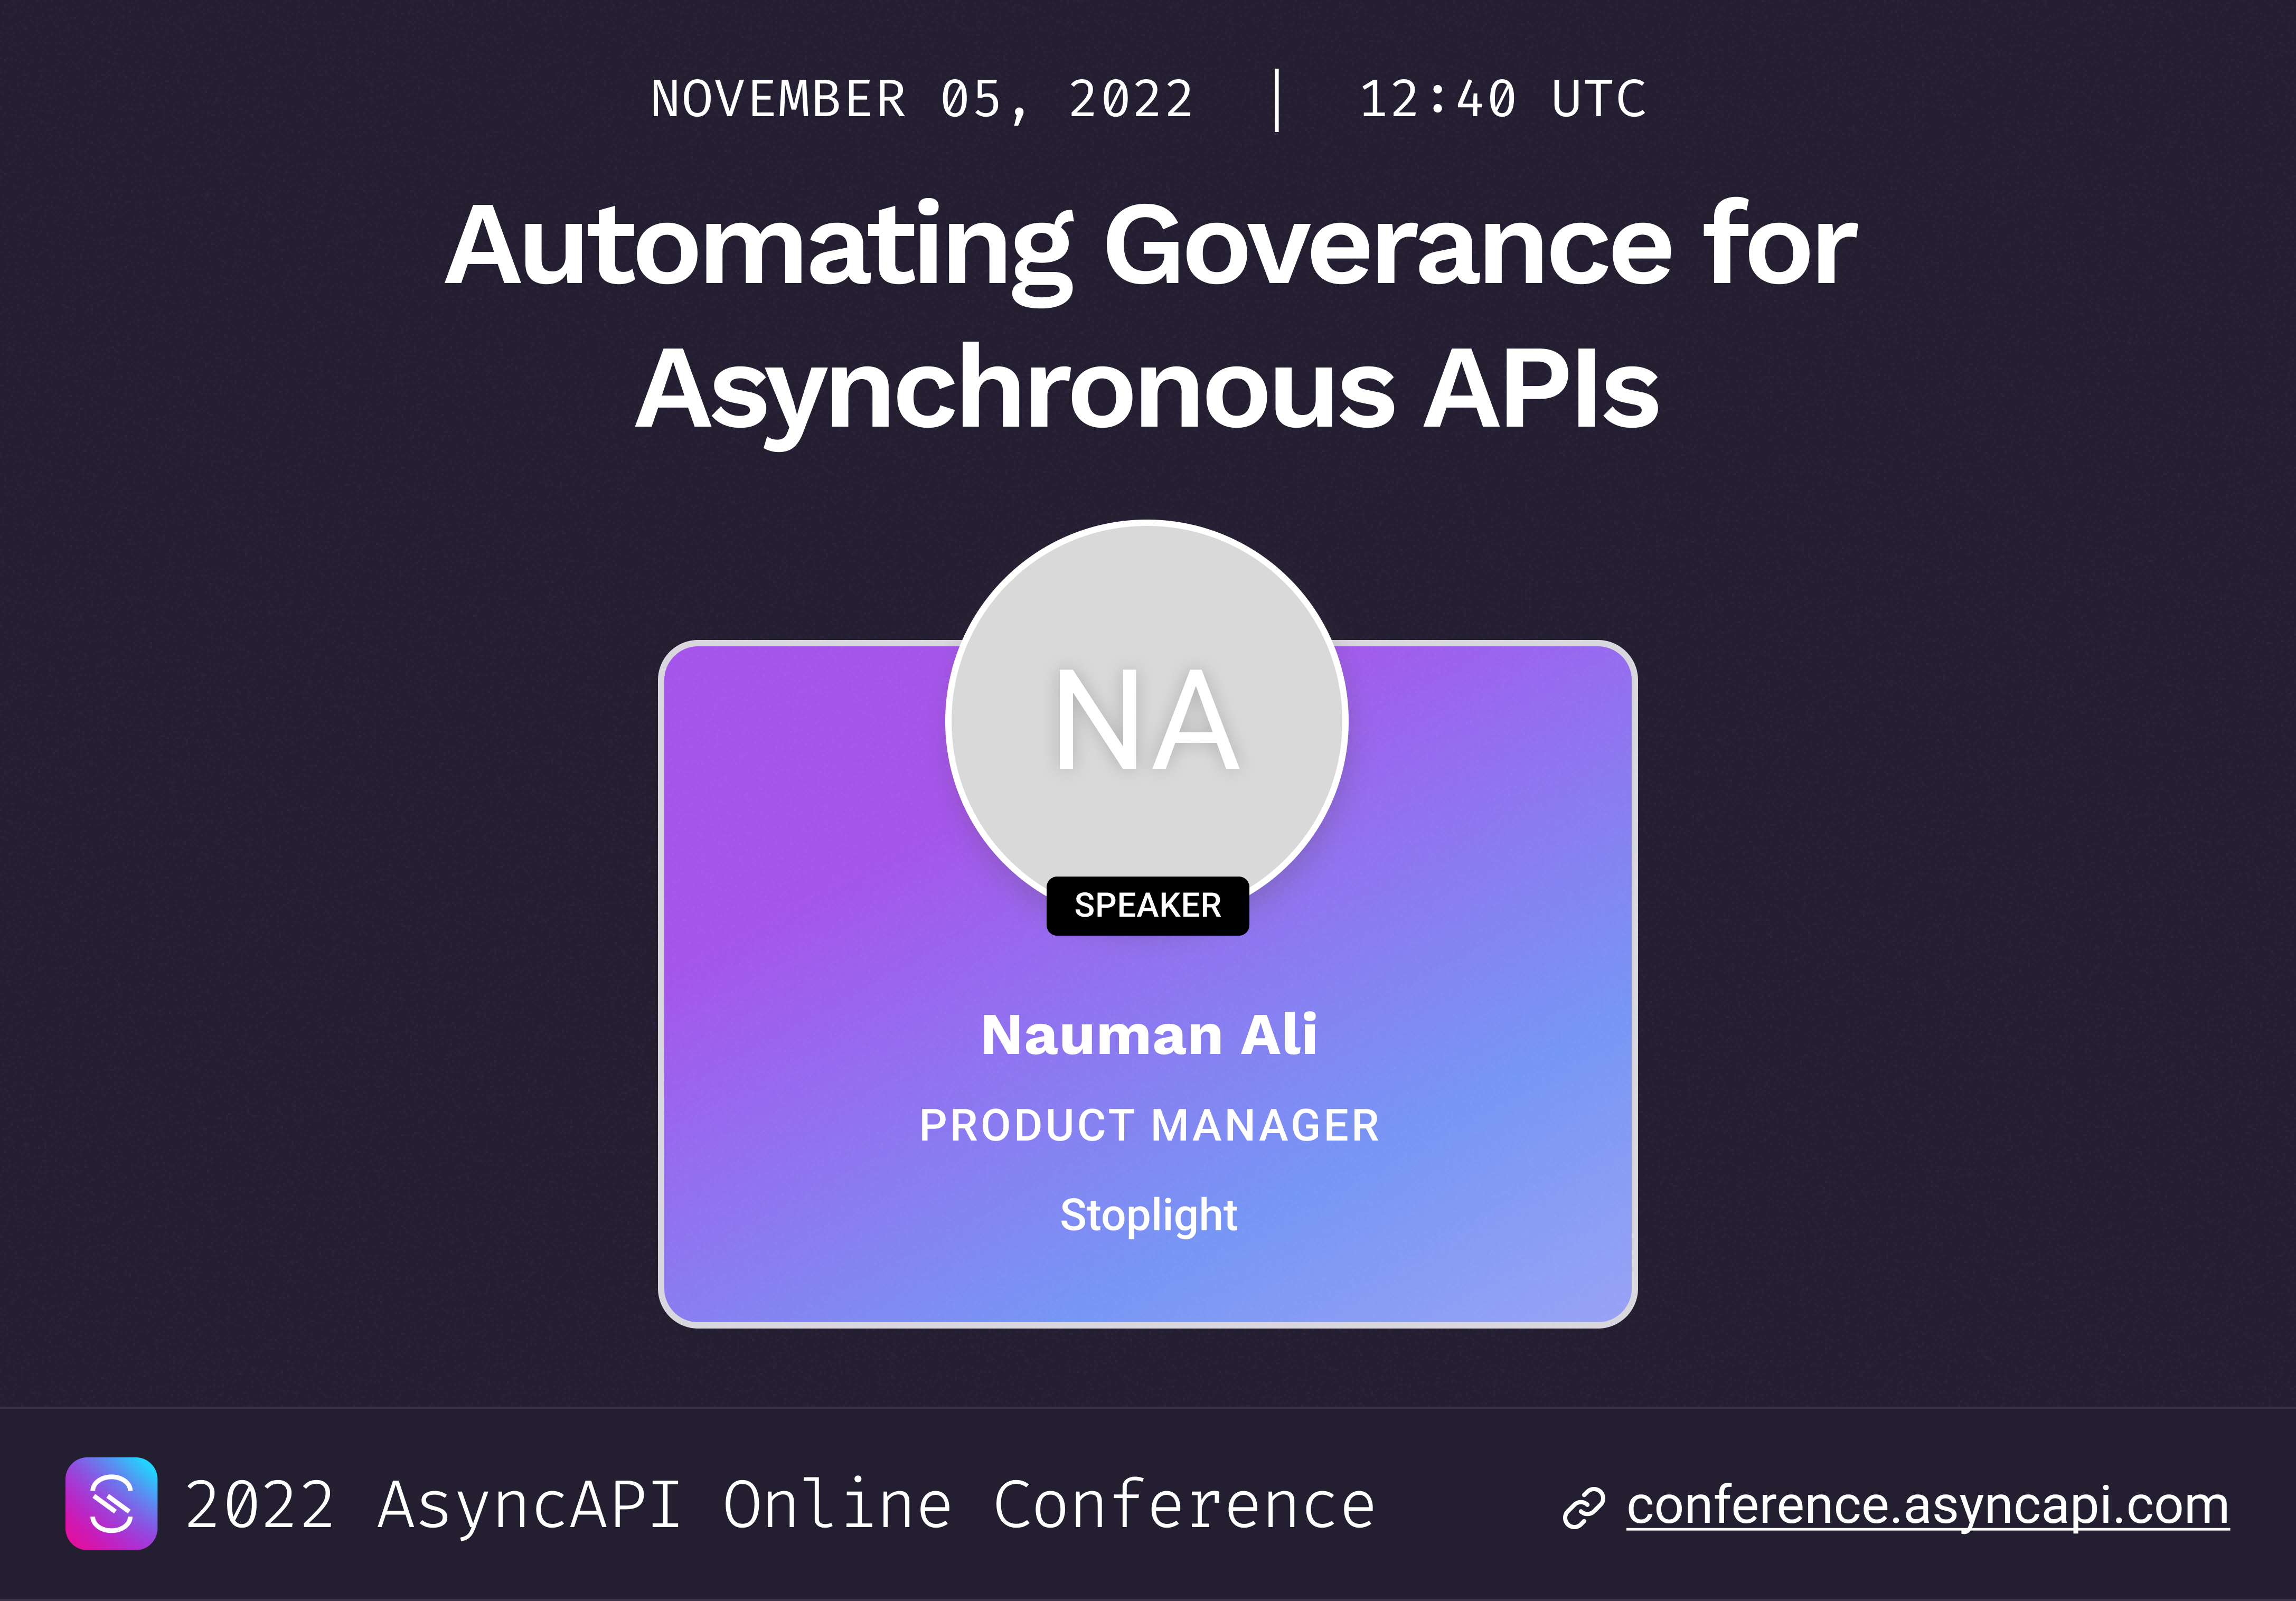 NOVEMBER 05, 2022 | 12:40 UTC
Automating Goverance for
Asynchronous APIs
NA
SPEAKER
Nauman Ali
PRODUCT MANAGER
Stoplight
2022 AsyncAPI Online Conference
conference.asyncapi.com